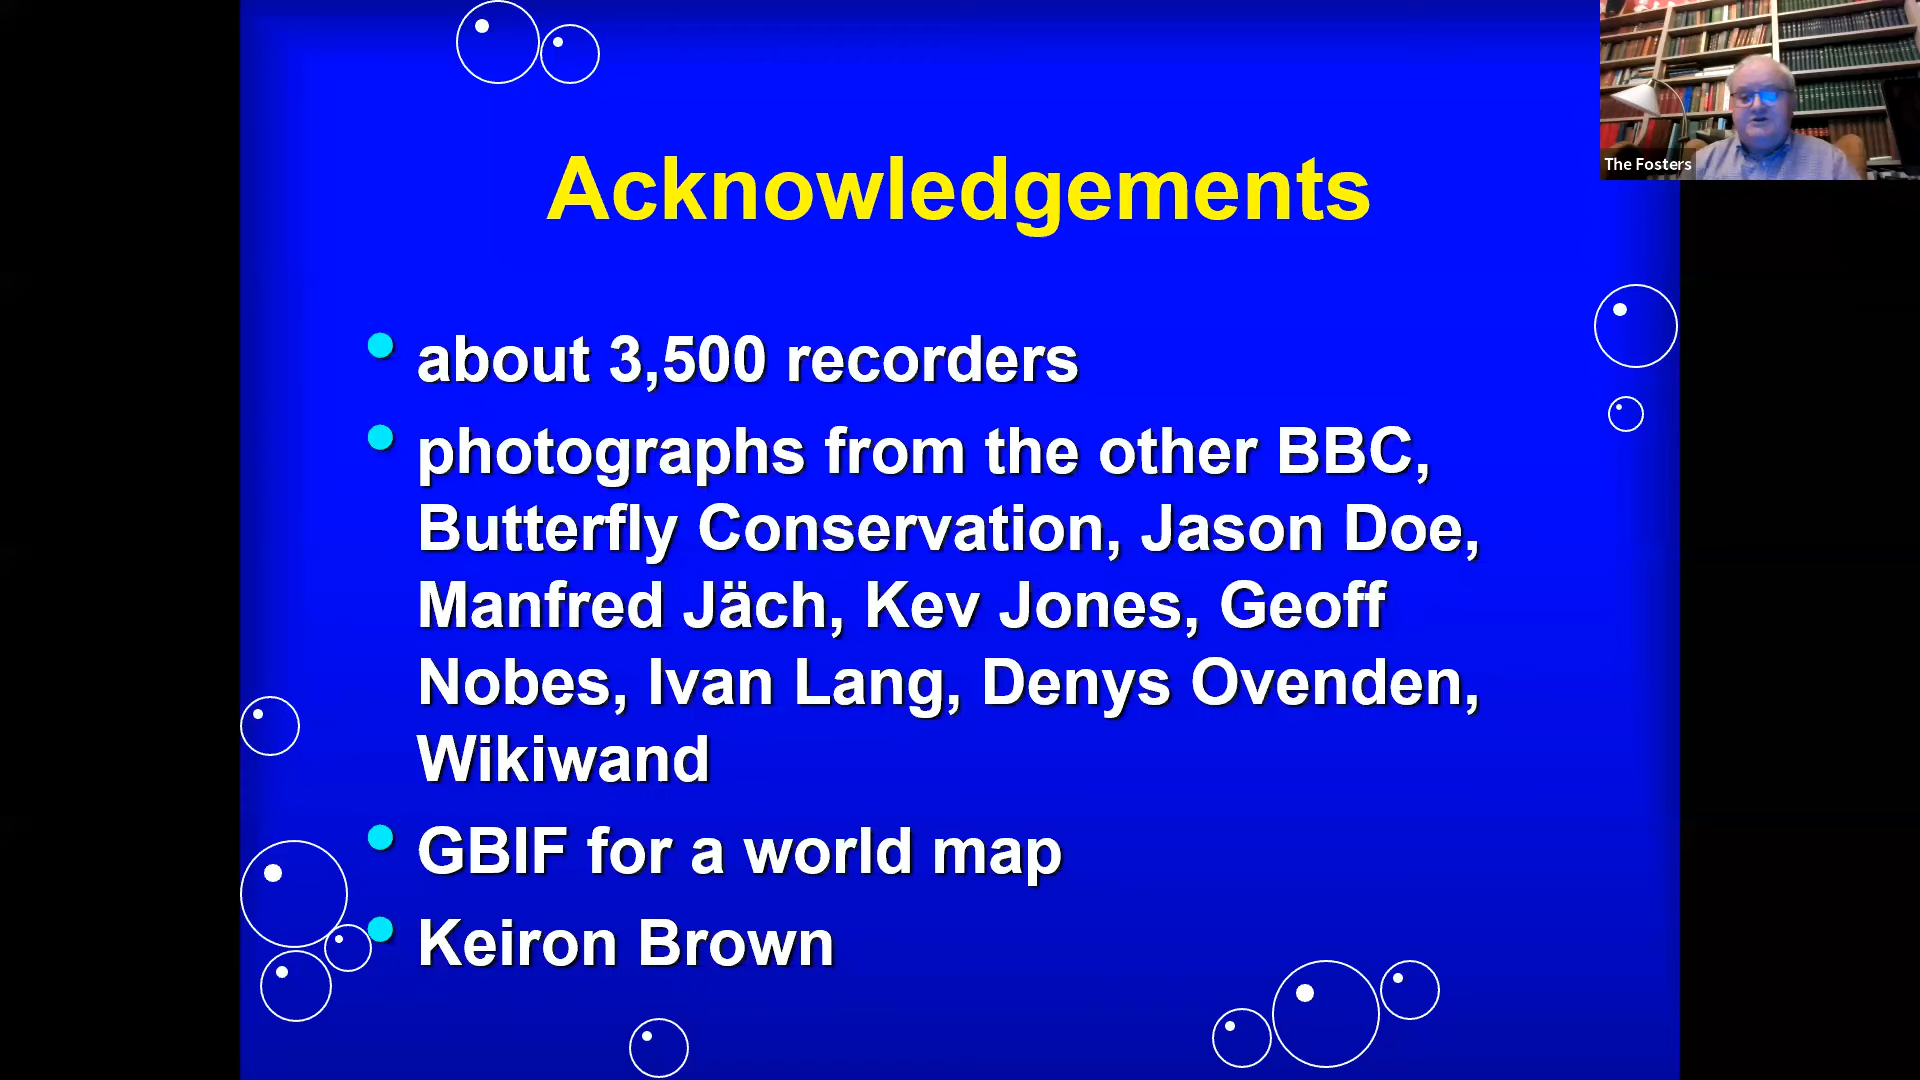 Acknowledgements
about 3,500 recorders
photographs from the other BBC,
Butterfly Conservation, Jason Doe,
Manfred Jäch, Kev Jones, Geoff
Nobes, Ivan Lang, Denys Ovenden,
Wikiwand
GBIF for a world map
Keiron Brown
The Fosters